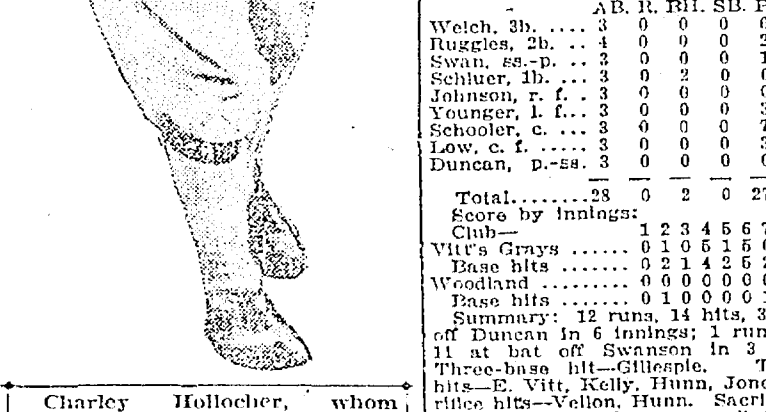 AB. R. BH. SB.
Welch, 3b. .... 3 0 0 0
Ruggles, 2b. .. 4 0 0 0
Swan, ss.-p. .. 3 0 0 0
Schluer, 1b. ... 3 0 2 0
Johnson, r. f. . 3 0 0 0
Younger, l. f... 3 0 0 0
Schooler, c. ... 3 0 0 0
Low, c. f. ..... 3 0 0 0
Duncan, p.-ss. 3 0 0 0
Total........28 0 2 0 27
Score by innings:
Club— 1 2 3 4 5 6 7
Vitt's Grays ...... 0 1 0 5 1 5
Base hits ....... 0 2 1 4 2 5 2
Woodland ......... 0 0 0 0 0 0
Base hits ....... 0 1 0 0 0 0
Summary: 12 runs, 14 hits, 3
off Duncan in 6 innings; 1 run
11 at bat off Swanson in 3
Three-base hit—Gillespie.
hits—E. Vitt, Kelly, Hunn,
rifice hits—Vellon, Hunn.
Charley Hollocher, whom